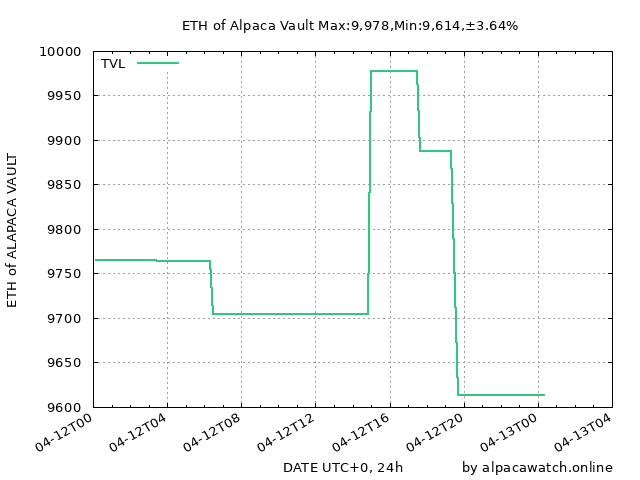 ETH of Alpaca Vault Max:9,978,Min:9,614,±3.64%
TVL
10000
9950
9900
9850
9800
9750
9700
9650
9600
ETH of ALAPACA VAULT
04-12T00
04-12T04
04-12T08
04-12T12
04-12T16
04-12T20
04-13T00
04-13T04
DATE UTC+0, 24h
by alpacawatch.online